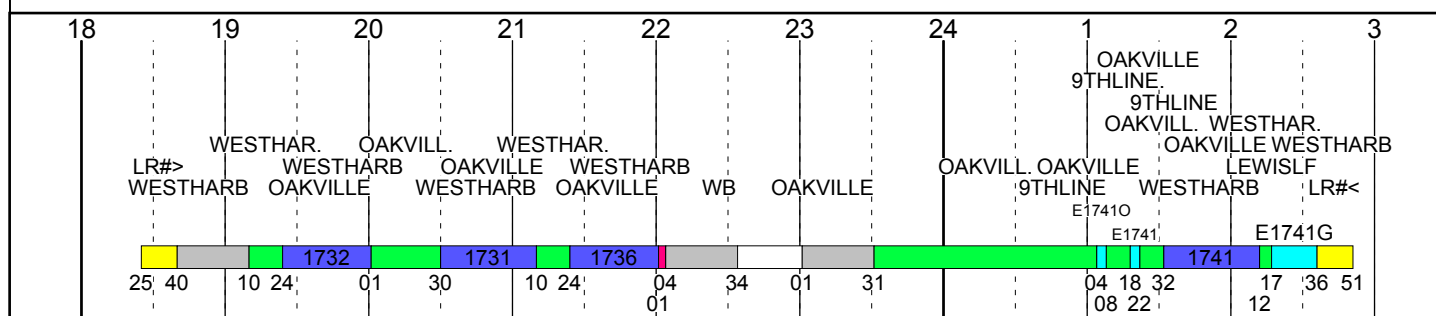 18 19 20 21 22 23 24 1 2 3
OAKVILLE
9THLINE.
9THLINE
OAKVILL. WESTHAR.
WESTHAR. OAKVILL. WESTHAR. OAKVILLE WESTHARB
LR#> WESTHARB OAKVILLE WESTHARB OAKVILL. OAKVILLE LEWISLF
WESTHARB OAKVILLE WESTHARB OAKVILLE WB OAKVILLE 9THLINE WESTHARB LR#<
E1741O
E1741 E1741G
1732 1731 1736 1741
25 40 10 24 01 30 10 24 04 34 01 31 04 18 32 17 36 51
01 08 22 12